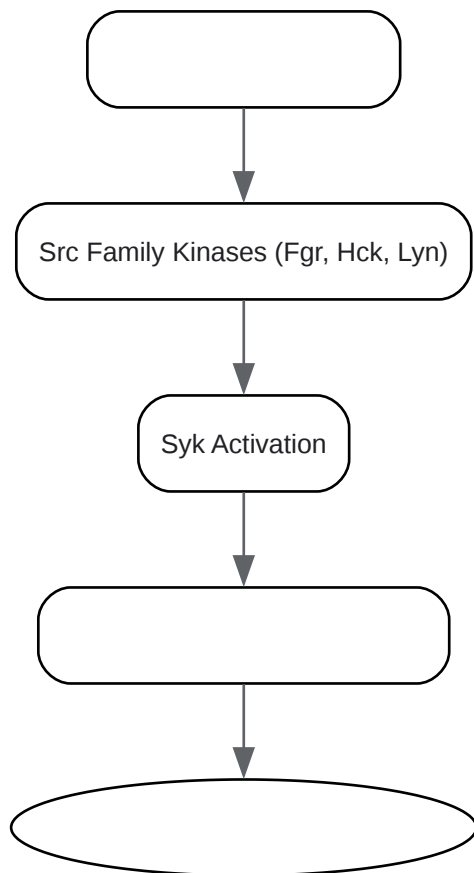 Src Family Kinases (Fgr, Hck, Lyn)
Syk Activation